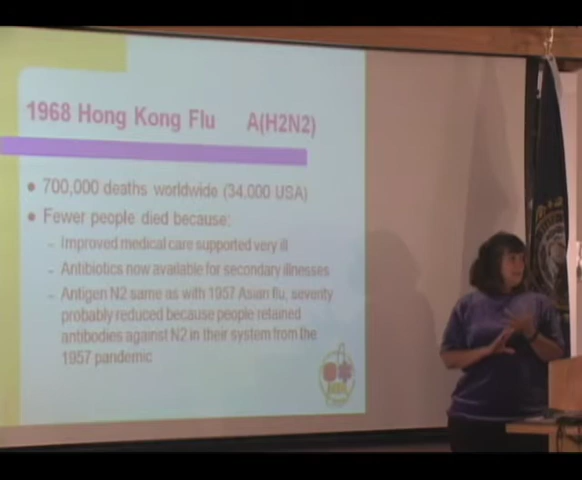 1968 Hong Kong Flu A(H2N2)
• 700,000 deaths worldwide (34,000 USA)
• Fewer people died because:
– Improved medical care supported very ill
– Antibiotics now available for secondary illnesses
– Antigen N2 same as with 1957 Asian flu, severity
probably reduced because people retained
antibodies against N2 in their system from the
1957 pandemic